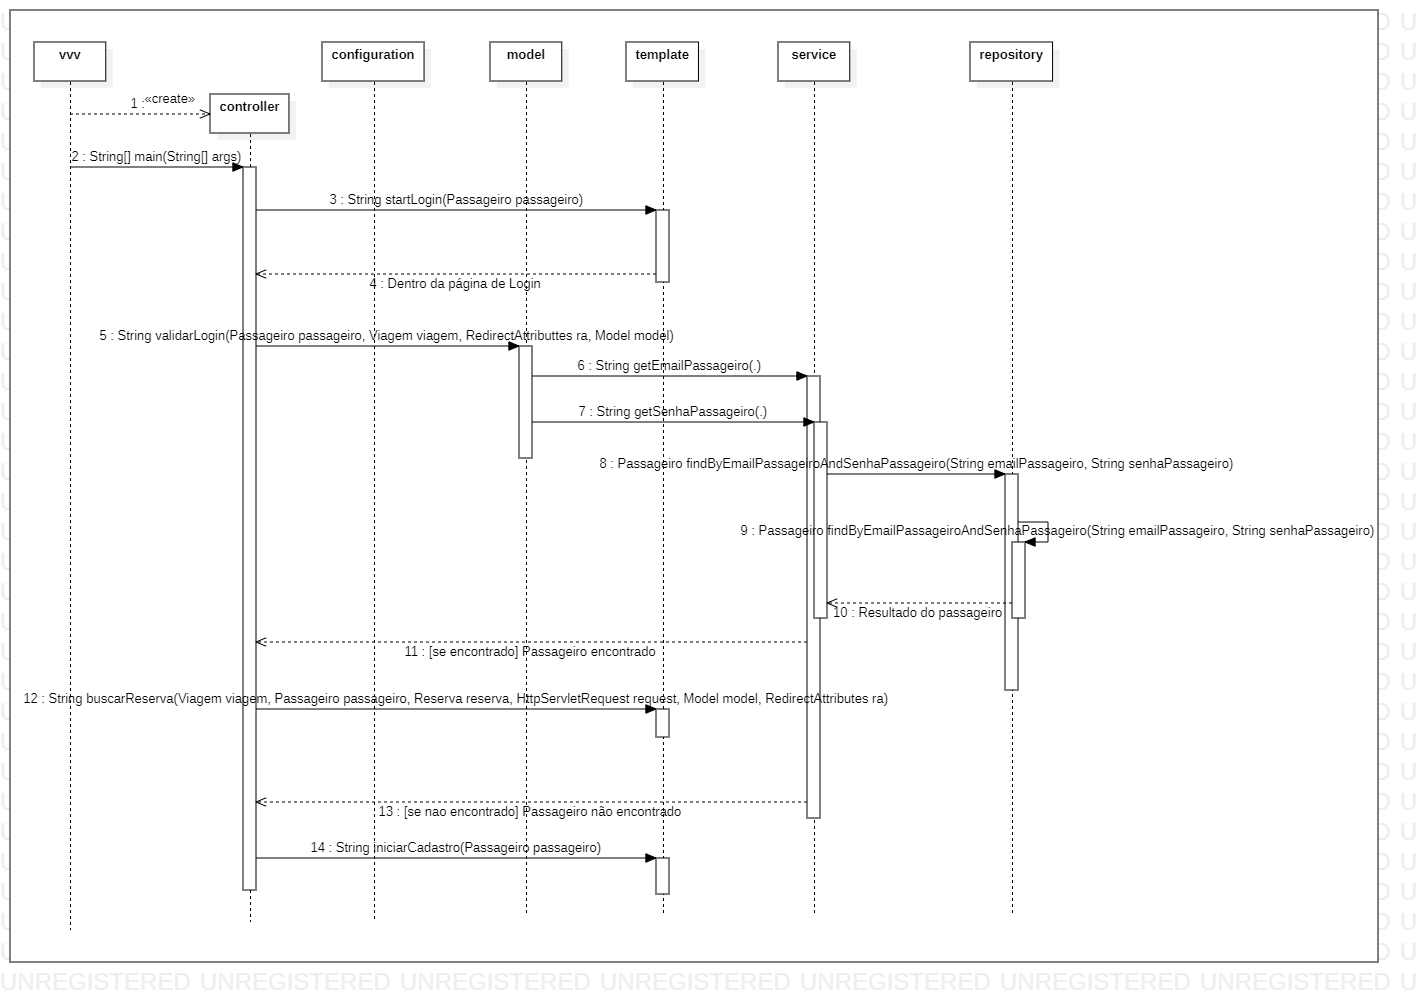 vvv
configuration
model
template
service
repository
1 : «create»
controller
2 : String[] main(String[] args)
3 : String startLogin(Passageiro passageiro)
4 : Dentro da página de Login
5 : String validarLogin(Passageiro passageiro, Viagem viagem, RedirectAttributtes ra, Model model)
6 : String getEmailPassageiro(.)
7 : String getSenhaPassageiro(.)
8 : Passageiro findByEmailPassageiroAndSenhaPassageiro(String emailPassageiro, String senhaPassageiro)
9 : Passageiro findByEmailPassageiroAndSenhaPassageiro(String emailPassageiro, String senhaPassageiro)
10 : Resultado do passageiro
11 : [se encontrado] Passageiro encontrado
12 : String buscarReserva(Viagem viagem, Passageiro passageiro, Reserva reserva, HttpServletRequest request, Model model, RedirectAttributes ra)
13 : [se nao encontrado] Passageiro não encontrado
14 : String iniciarCadastro(Passageiro passageiro)
UNREGISTERED UNREGISTERED UNREGISTERED UNREGISTERED UNREGISTERED UNREGISTERED UNREGISTERED U